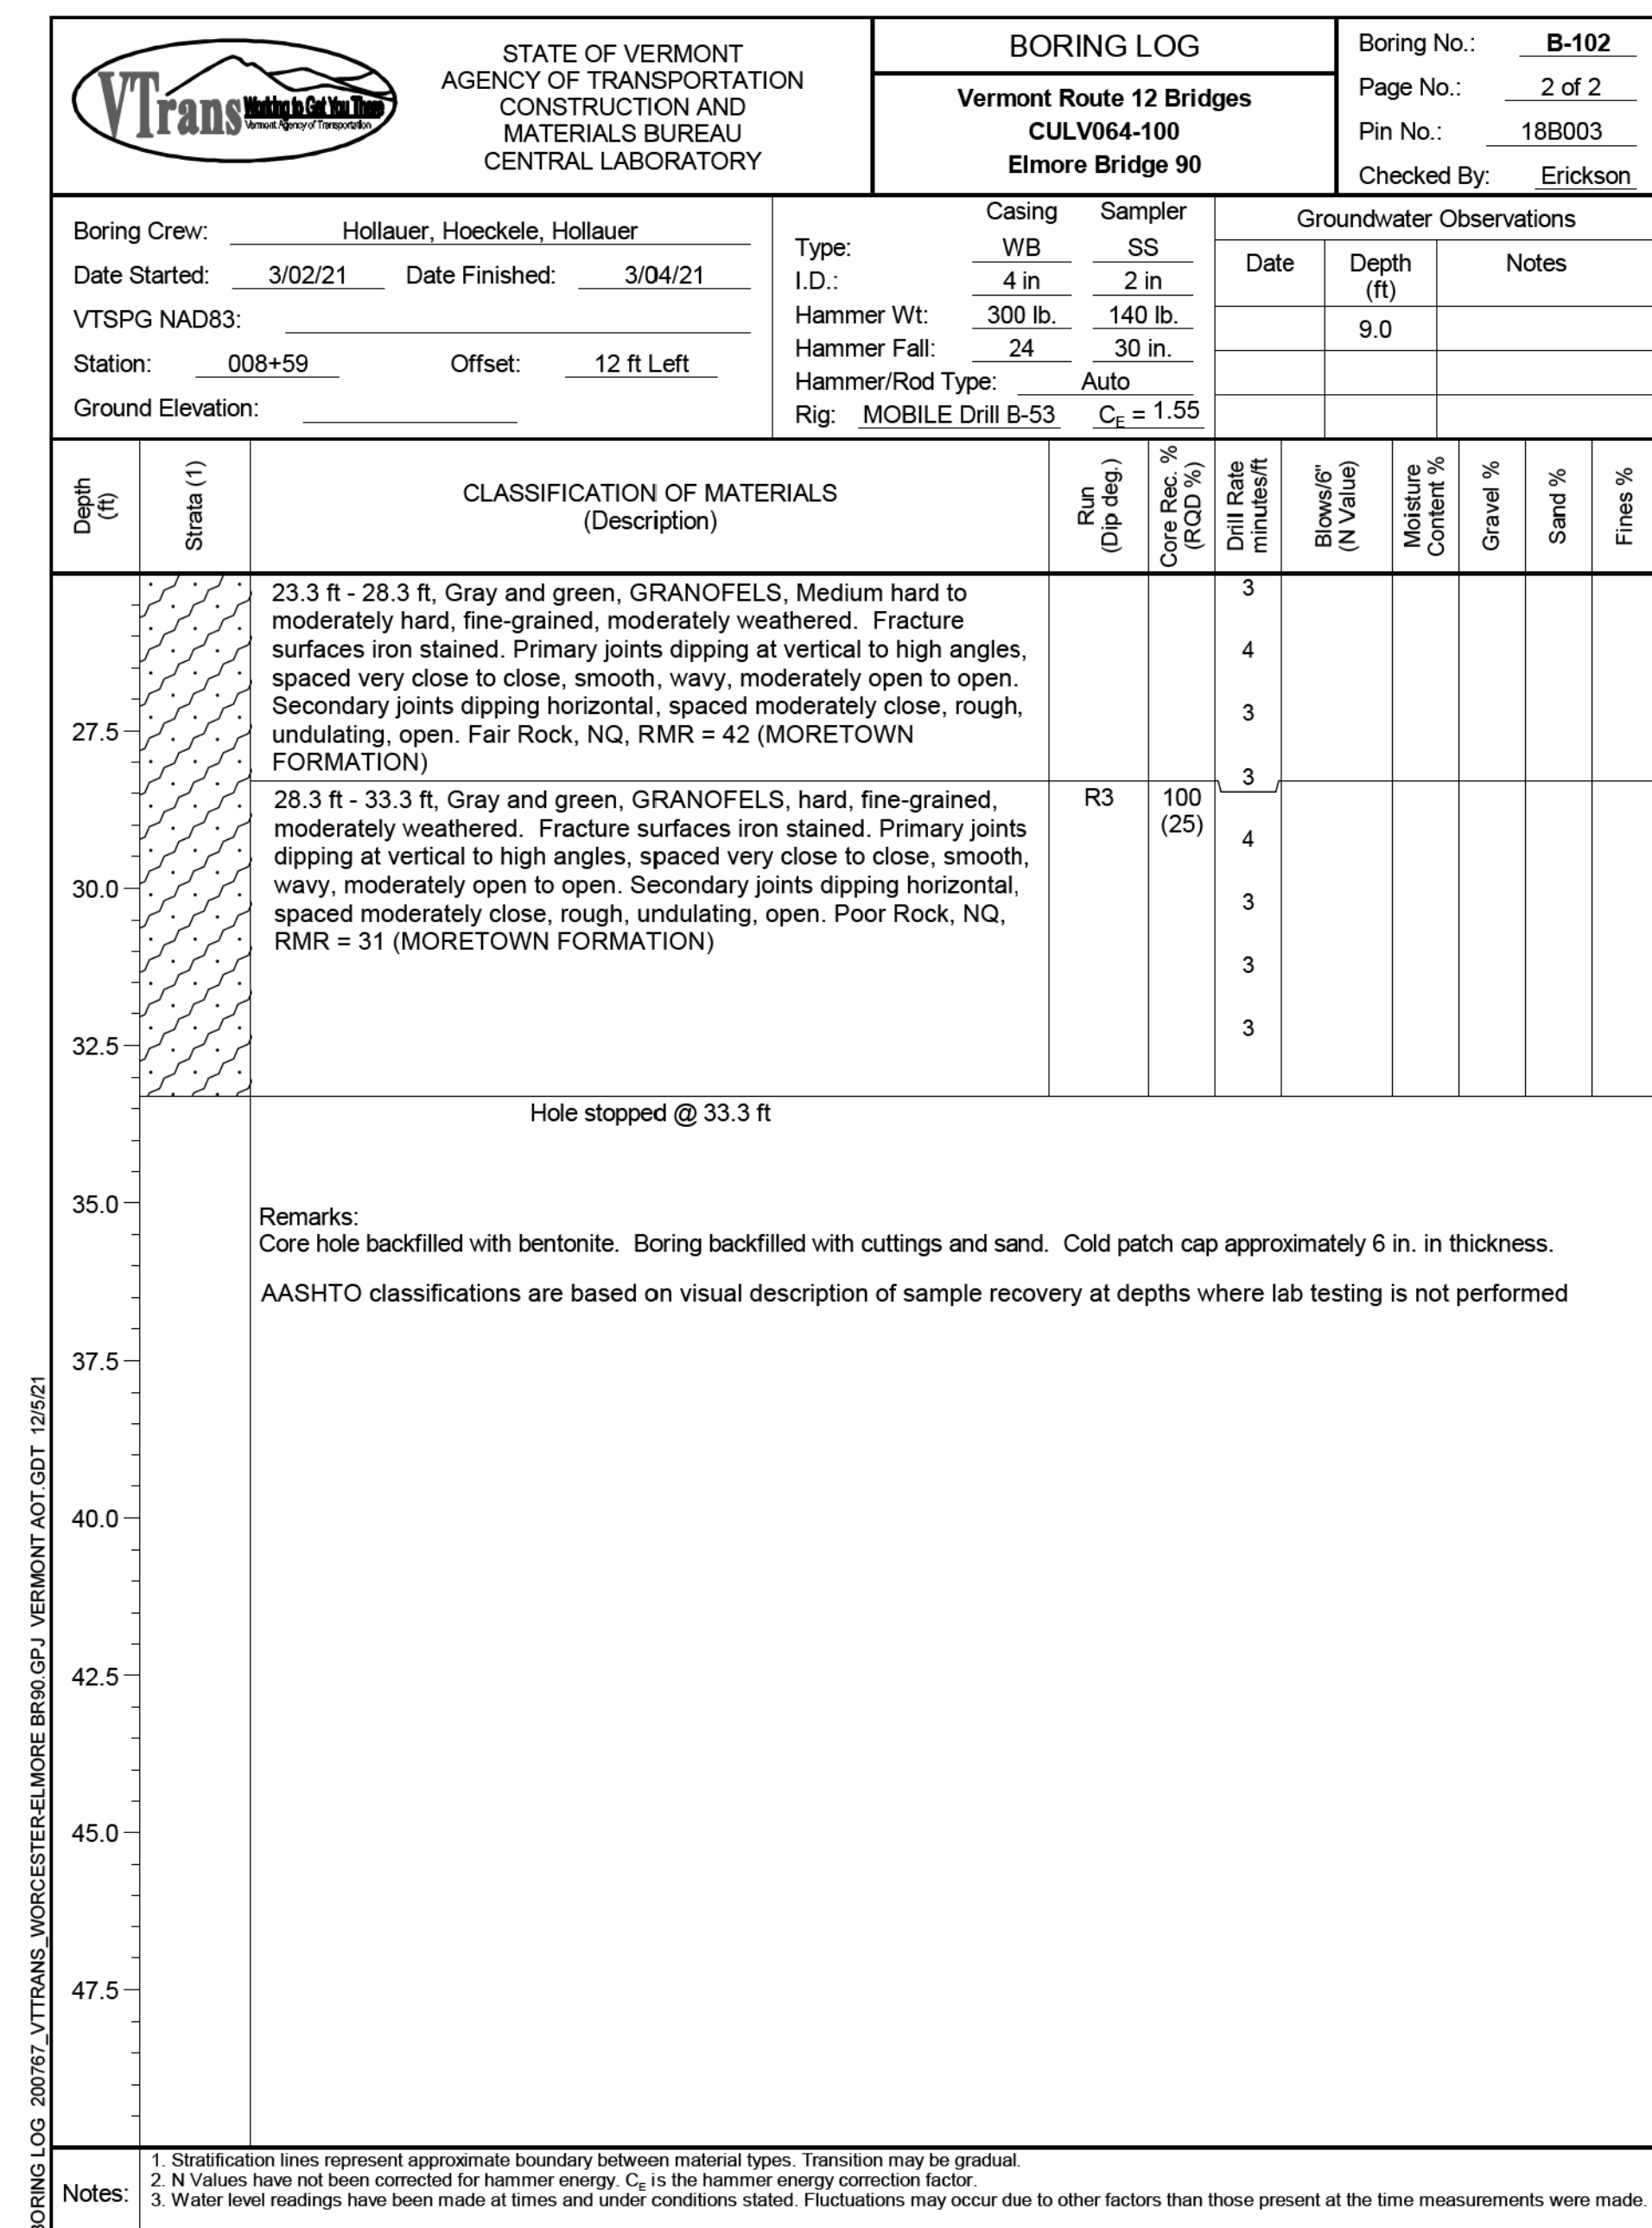 VTrans Working to Get You There
Vermont Agency of Transportation
STATE OF VERMONT
AGENCY OF TRANSPORTATION
CONSTRUCTION AND
MATERIALS BUREAU
CENTRAL LABORATORY
BORING LOG
Vermont Route 12 Bridges
CULV064-100
Elmore Bridge 90
Boring No.: B-102
Page No.: 2 of 2
Pin No.: 18B003
Checked By: Erickson
Boring Crew: Hollauer, Hoeckele, Hollauer
Date Started: 3/02/21 Date Finished: 3/04/21
VTSPG NAD83:
Station: 008+59 Offset: 12 ft Left
Ground Elevation:
Casing Sampler
Type: WB SS
I.D.: 4 in 2 in
Hammer Wt: 300 lb. 140 lb.
Hammer Fall: 24 30 in.
Hammer/Rod Type: Auto
Rig: MOBILE Drill B-53 CE = 1.55
Groundwater Observations
Date Depth (ft) Notes
9.0
Depth (ft)
Strata (1)
CLASSIFICATION OF MATERIALS
(Description)
Run (Dip deg.)
Core Rec. % (RQD %)
Drill Rate minutes/ft
Blows/6" (N Value)
Moisture Content %
Gravel %
Sand %
Fines %
23.3 ft - 28.3 ft, Gray and green, GRANOFELS, Medium hard to
moderately hard, fine-grained, moderately weathered. Fracture
surfaces iron stained. Primary joints dipping at vertical to high angles,
spaced very close to close, smooth, wavy, moderately open to open.
Secondary joints dipping horizontal, spaced moderately close, rough,
undulating, open. Fair Rock, NQ, RMR = 42 (MORETOWN
FORMATION)
3
4
3
3
27.5
28.3 ft - 33.3 ft, Gray and green, GRANOFELS, hard, fine-grained,
moderately weathered. Fracture surfaces iron stained. Primary joints
dipping at vertical to high angles, spaced very close to close, smooth,
wavy, moderately open to open. Secondary joints dipping horizontal,
spaced moderately close, rough, undulating, open. Poor Rock, NQ,
RMR = 31 (MORETOWN FORMATION)
R3
100
(25)
4
3
3
3
30.0
32.5
Hole stopped @ 33.3 ft
35.0
Remarks:
Core hole backfilled with bentonite. Boring backfilled with cuttings and sand. Cold patch cap approximately 6 in. in thickness.
AASHTO classifications are based on visual description of sample recovery at depths where lab testing is not performed
37.5
40.0
42.5
45.0
47.5
BORING LOG 200767_VTTRANS_WORCESTER-ELMORE BR90.GPJ VERMONT AOT.GDT 12/5/21
Notes:
1. Stratification lines represent approximate boundary between material types. Transition may be gradual.
2. N Values have not been corrected for hammer energy. CE is the hammer energy correction factor.
3. Water level readings have been made at times and under conditions stated. Fluctuations may occur due to other factors than those present at the time measurements were made.